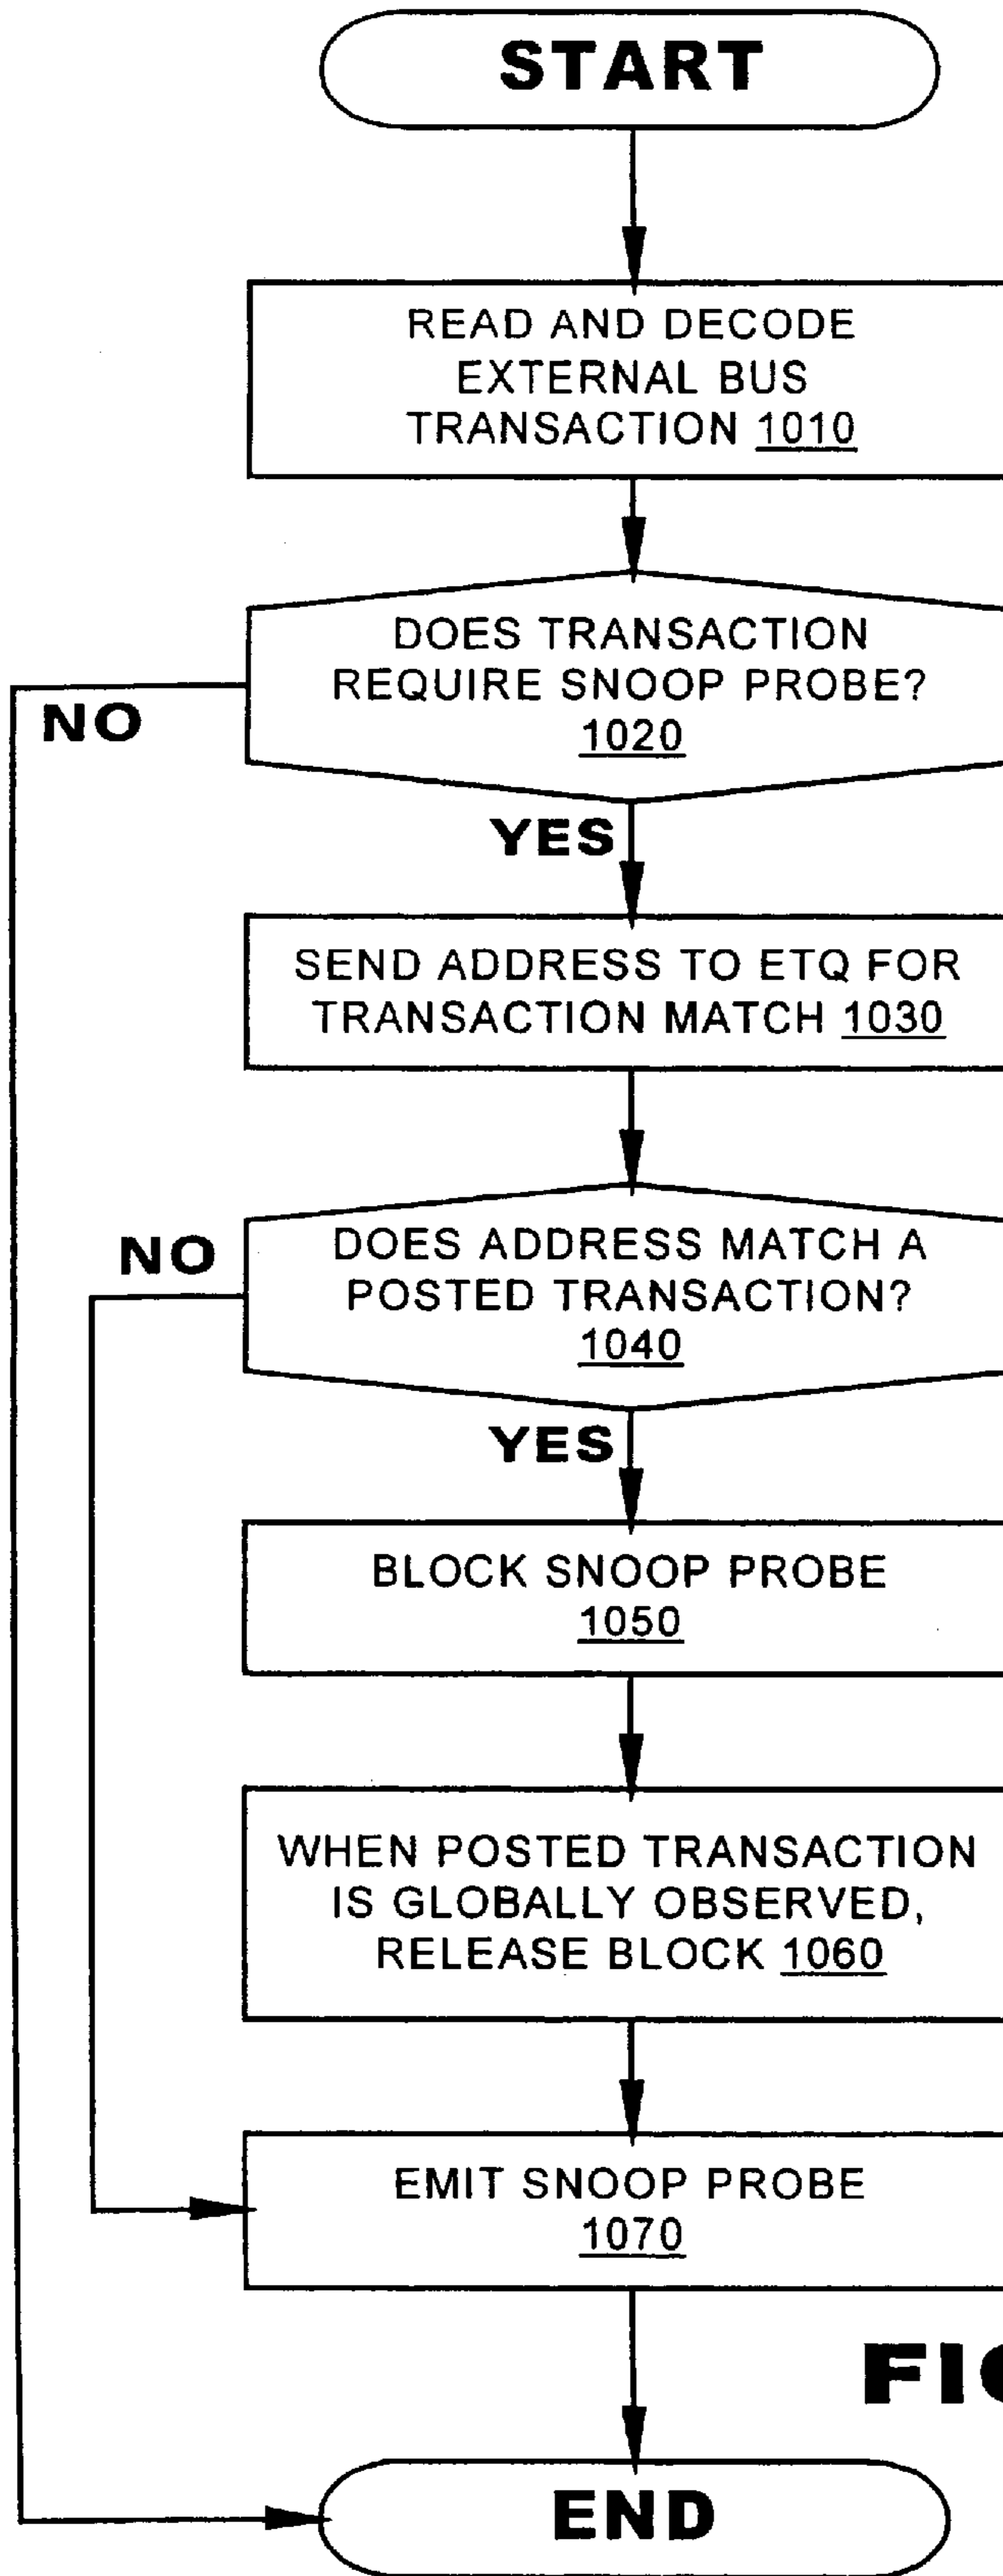 START
READ AND DECODE
EXTERNAL BUS
TRANSACTION 1010
DOES TRANSACTION
REQUIRE SNOOP PROBE?
1020
NO
YES
SEND ADDRESS TO ETQ FOR
TRANSACTION MATCH 1030
NO
DOES ADDRESS MATCH A
POSTED TRANSACTION?
1040
YES
BLOCK SNOOP PROBE
1050
WHEN POSTED TRANSACTION
IS GLOBALLY OBSERVED,
RELEASE BLOCK 1060
EMIT SNOOP PROBE
1070
END